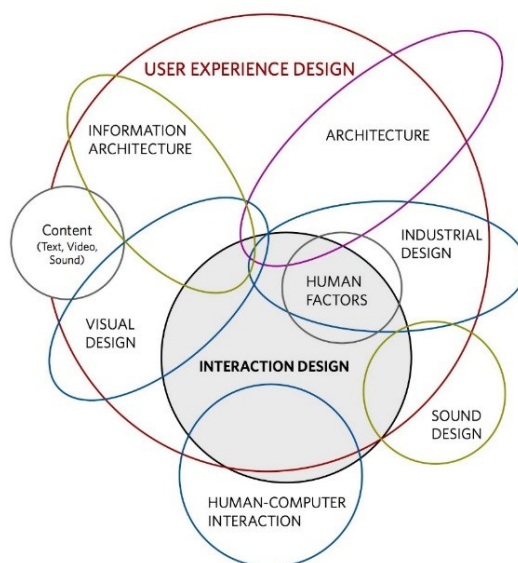 USER EXPERIENCE DESIGN
INFORMATION
ARCHITECTURE
ARCHITECTURE
Content
(Text, Video,
Sound)
INDUSTRIAL
DESIGN
HUMAN
FACTORS
VISUAL
DESIGN
INTERACTION DESIGN
SOUND
DESIGN
HUMAN-COMPUTER
INTERACTION